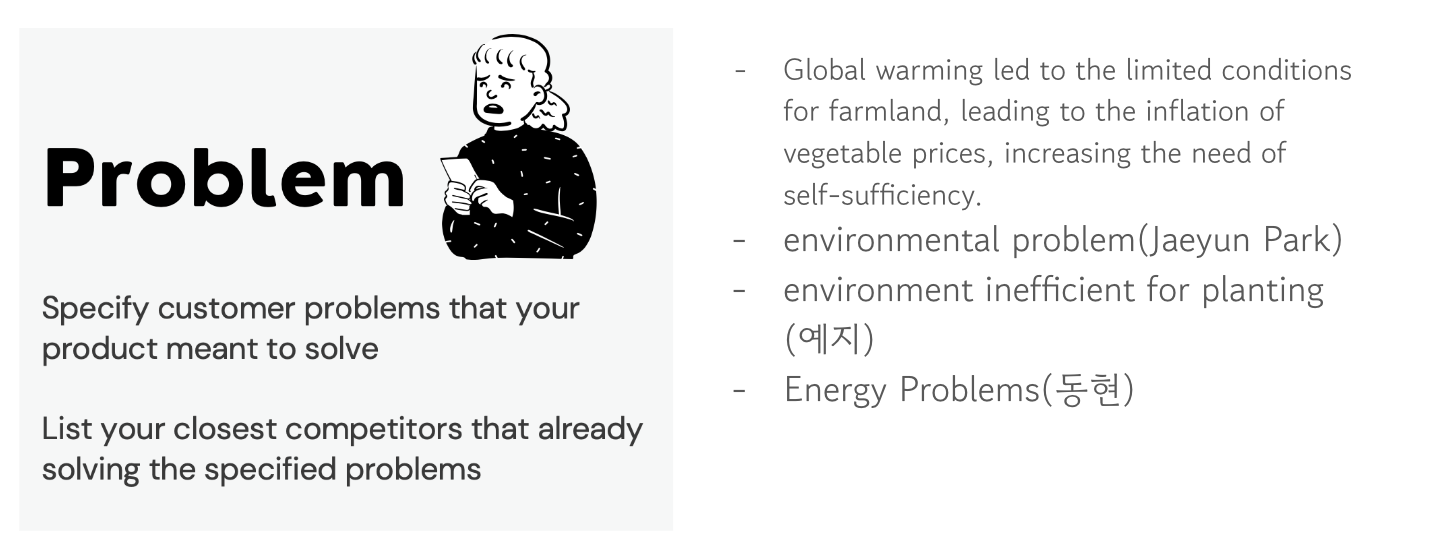 Problem
Specify customer problems that your
product meant to solve
List your closest competitors that already
solving the specified problems
- Global warming led to the limited conditions
for farmland, leading to the inflation of
vegetable prices, increasing the need of
self-sufficiency.
- environmental problem(Jaeyun Park)
- environment inefficient for planting
(예지)
- Energy Problems(동현)